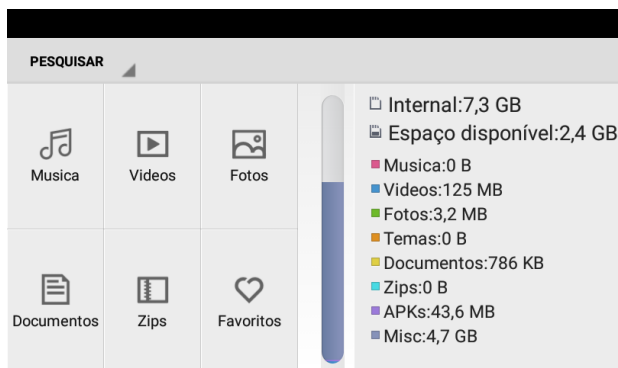 PESQUISAR
Musica
Videos
Fotos
Documentos
Zips
Favoritos
Internal:7,3 GB
Espaço disponível:2,4 GB
Musica:0 B
Videos:125 MB
Fotos:3,2 MB
Temas:0 B
Documentos:786 KB
Zips:0 B
APKs:43,6 MB
Misc:4,7 GB